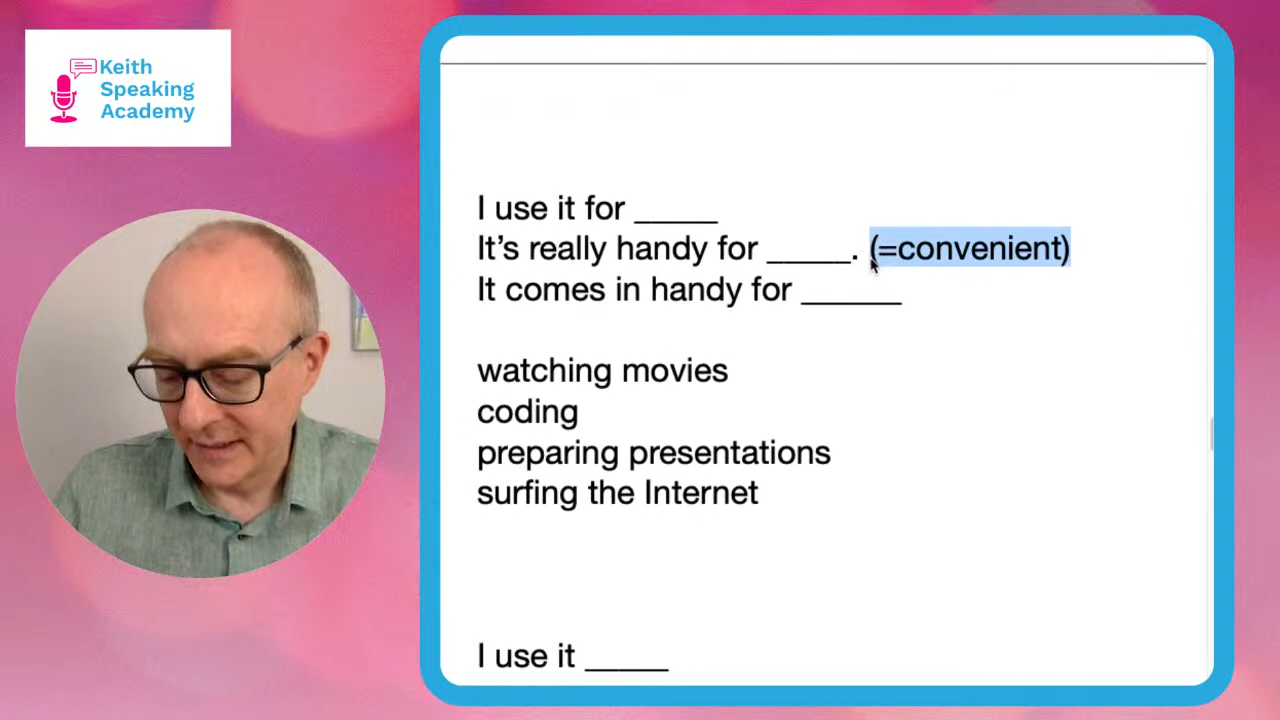 Keith
Speaking
Academy
I use it for _____
It's really handy for _____. (=convenient)
It comes in handy for ______
watching movies
coding
preparing presentations
surfing the Internet
I use it _____